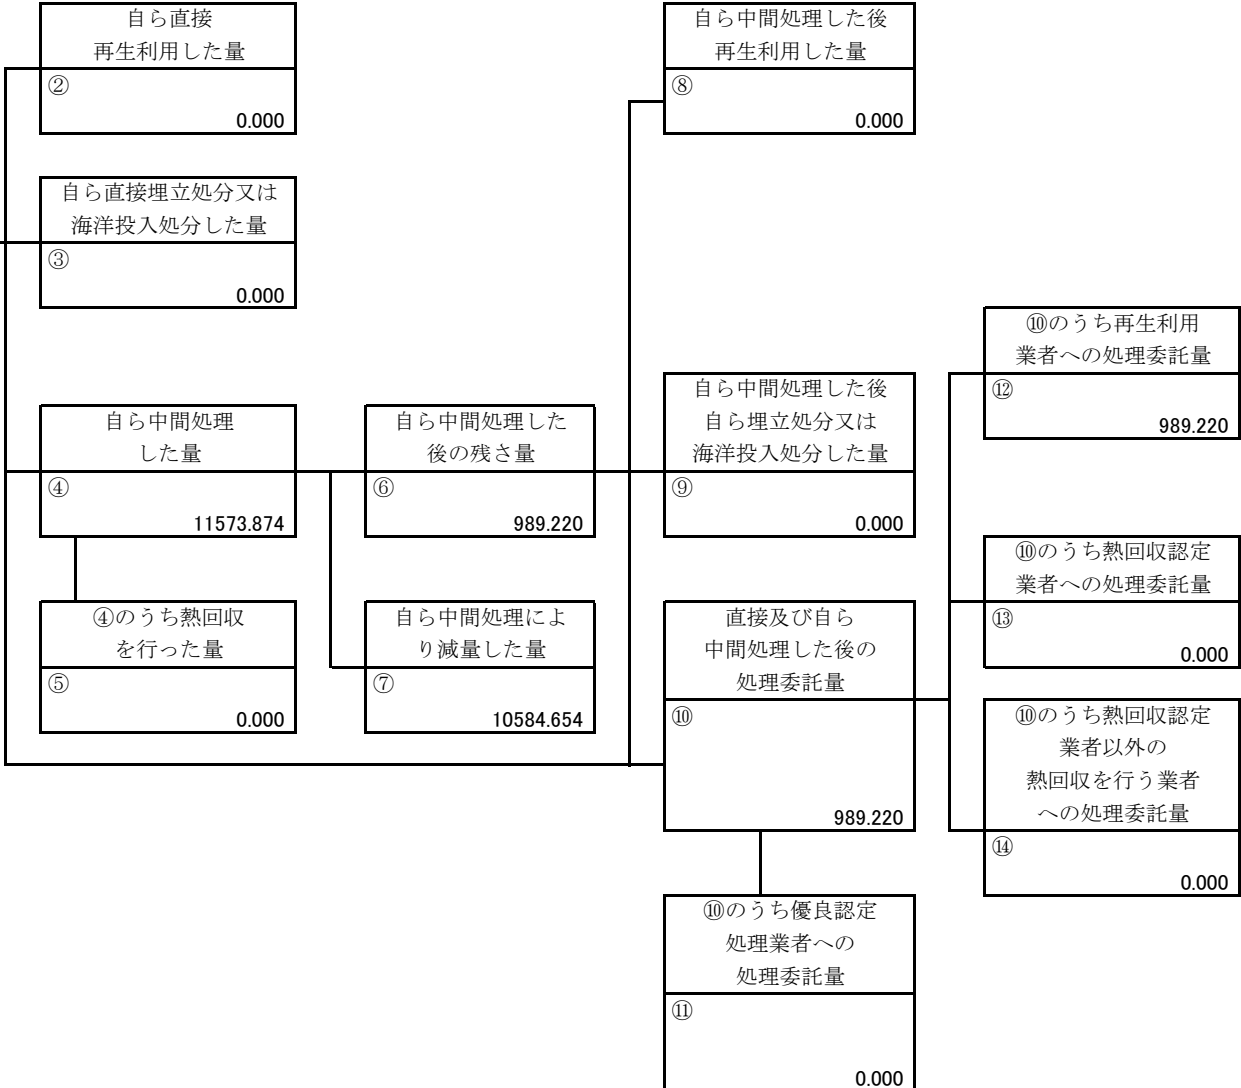 自ら直接
再生利用した量
②
0.000
自ら中間処理した後
再生利用した量
⑧
0.000
自ら直接埋立処分又は
海洋投入処分した量
③
0.000
⑩のうち再生利用
業者への処理委託量
⑫
989.220
自ら中間処理
した量
④
11573.874
自ら中間処理した
後の残さ量
⑥
989.220
自ら中間処理した後
自ら埋立処分又は
海洋投入処分した量
⑨
0.000
⑩のうち熱回収認定
業者への処理委託量
⑬
0.000
④のうち熱回収
を行った量
⑤
0.000
自ら中間処理によ
り減量した量
⑦
10584.654
直接及び自ら
中間処理した後の
処理委託量
⑩
989.220
⑩のうち熱回収認定
業者以外の
熱回収を行う業者
への処理委託量
⑭
0.000
⑩のうち優良認定
処理業者への
処理委託量
⑪
0.000